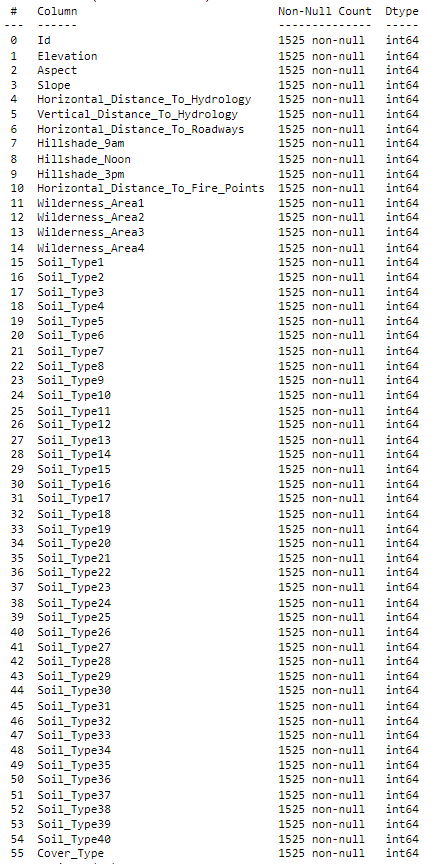 #   Column   Non-Null Count   Dtype
---  ------  --------------  -----
0   Id   1525 non-null   int64
1   Elevation   1525 non-null   int64
2   Aspect   1525 non-null   int64
3   Slope   1525 non-null   int64
4   Horizontal_Distance_To_Hydrology   1525 non-null   int64
5   Vertical_Distance_To_Hydrology   1525 non-null   int64
6   Horizontal_Distance_To_Roadways   1525 non-null   int64
7   Hillshade_9am   1525 non-null   int64
8   Hillshade_Noon   1525 non-null   int64
9   Hillshade_3pm   1525 non-null   int64
10   Horizontal_Distance_To_Fire_Points   1525 non-null   int64
11   Wilderness_Area1   1525 non-null   int64
12   Wilderness_Area2   1525 non-null   int64
13   Wilderness_Area3   1525 non-null   int64
14   Wilderness_Area4   1525 non-null   int64
15   Soil_Type1   1525 non-null   int64
16   Soil_Type2   1525 non-null   int64
17   Soil_Type3   1525 non-null   int64
18   Soil_Type4   1525 non-null   int64
19   Soil_Type5   1525 non-null   int64
20   Soil_Type6   1525 non-null   int64
21   Soil_Type7   1525 non-null   int64
22   Soil_Type8   1525 non-null   int64
23   Soil_Type9   1525 non-null   int64
24   Soil_Type10   1525 non-null   int64
25   Soil_Type11   1525 non-null   int64
26   Soil_Type12   1525 non-null   int64
27   Soil_Type13   1525 non-null   int64
28   Soil_Type14   1525 non-null   int64
29   Soil_Type15   1525 non-null   int64
30   Soil_Type16   1525 non-null   int64
31   Soil_Type17   1525 non-null   int64
32   Soil_Type18   1525 non-null   int64
33   Soil_Type19   1525 non-null   int64
34   Soil_Type20   1525 non-null   int64
35   Soil_Type21   1525 non-null   int64
36   Soil_Type22   1525 non-null   int64
37   Soil_Type23   1525 non-null   int64
38   Soil_Type24   1525 non-null   int64
39   Soil_Type25   1525 non-null   int64
40   Soil_Type26   1525 non-null   int64
41   Soil_Type27   1525 non-null   int64
42   Soil_Type28   1525 non-null   int64
43   Soil_Type29   1525 non-null   int64
44   Soil_Type30   1525 non-null   int64
45   Soil_Type31   1525 non-null   int64
46   Soil_Type32   1525 non-null   int64
47   Soil_Type33   1525 non-null   int64
48   Soil_Type34   1525 non-null   int64
49   Soil_Type35   1525 non-null   int64
50   Soil_Type36   1525 non-null   int64
51   Soil_Type37   1525 non-null   int64
52   Soil_Type38   1525 non-null   int64
53   Soil_Type39   1525 non-null   int64
54   Soil_Type40   1525 non-null   int64
55   Cover_Type   1525 non-null   int64